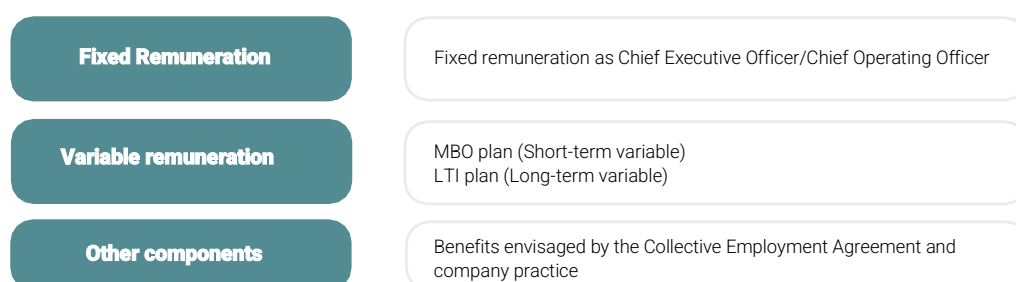 Fixed Remuneration
Fixed remuneration as Chief Executive Officer/Chief Operating Officer
Variable remuneration
MBO plan (Short-term variable)
LTI plan (Long-term variable)
Other components
Benefits envisaged by the Collective Employment Agreement and
company practice